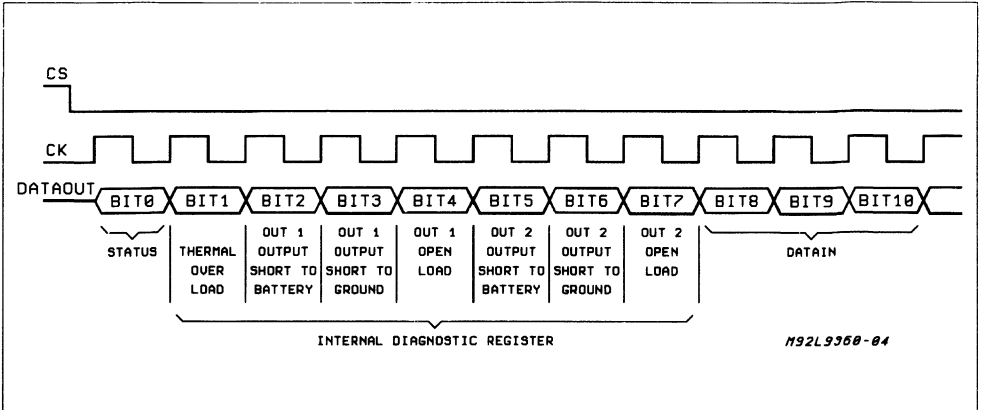 CS
CK
DATAOUT
BIT0 BIT1 BIT2 BIT3 BIT4 BIT5 BIT6 BIT7 BIT8 BIT9 BIT10
STATUS
THERMAL
OVER
LOAD
OUT 1
OUTPUT
SHORT TO
BATTERY
OUT 1
OUTPUT
SHORT TO
GROUND
OUT 1
OPEN
LOAD
OUT 2
OUTPUT
SHORT TO
BATTERY
OUT 2
OUTPUT
SHORT TO
GROUND
OUT 2
OPEN
LOAD
DATAIN
INTERNAL DIAGNOSTIC REGISTER
M92L9360-04